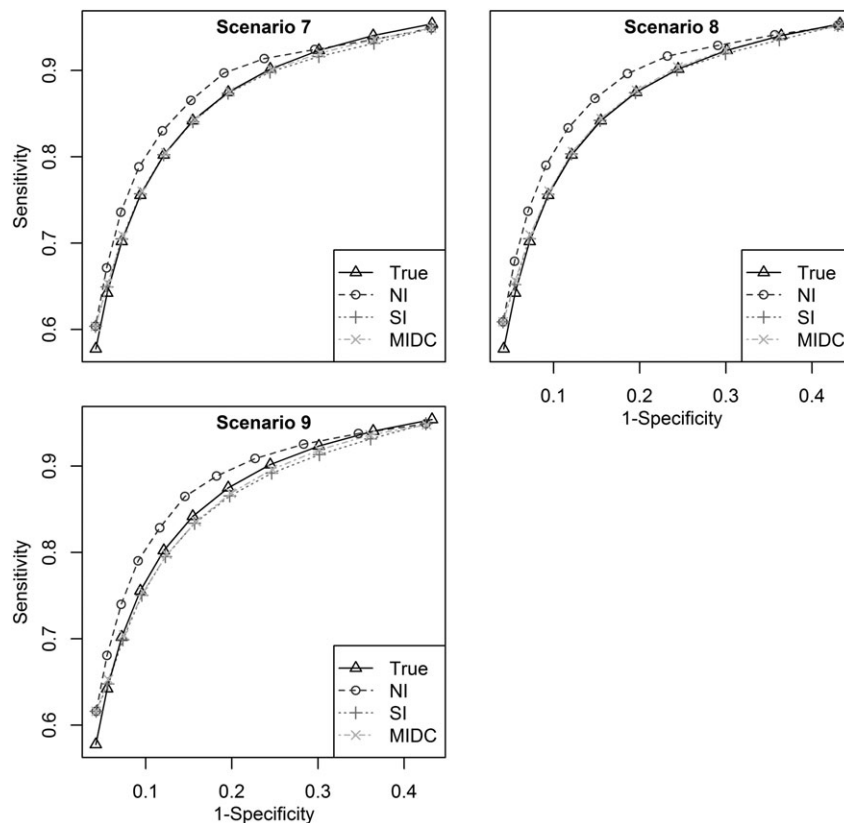 Scenario 7
Sensitivity
0.9
0.8
0.7
0.6
True
NI
SI
MIDC
Scenario 8
True
NI
SI
MIDC
0.1 0.2 0.3 0.4
1-Specificity
Scenario 9
Sensitivity
0.9
0.8
0.7
0.6
True
NI
SI
MIDC
0.1 0.2 0.3 0.4
1-Specificity